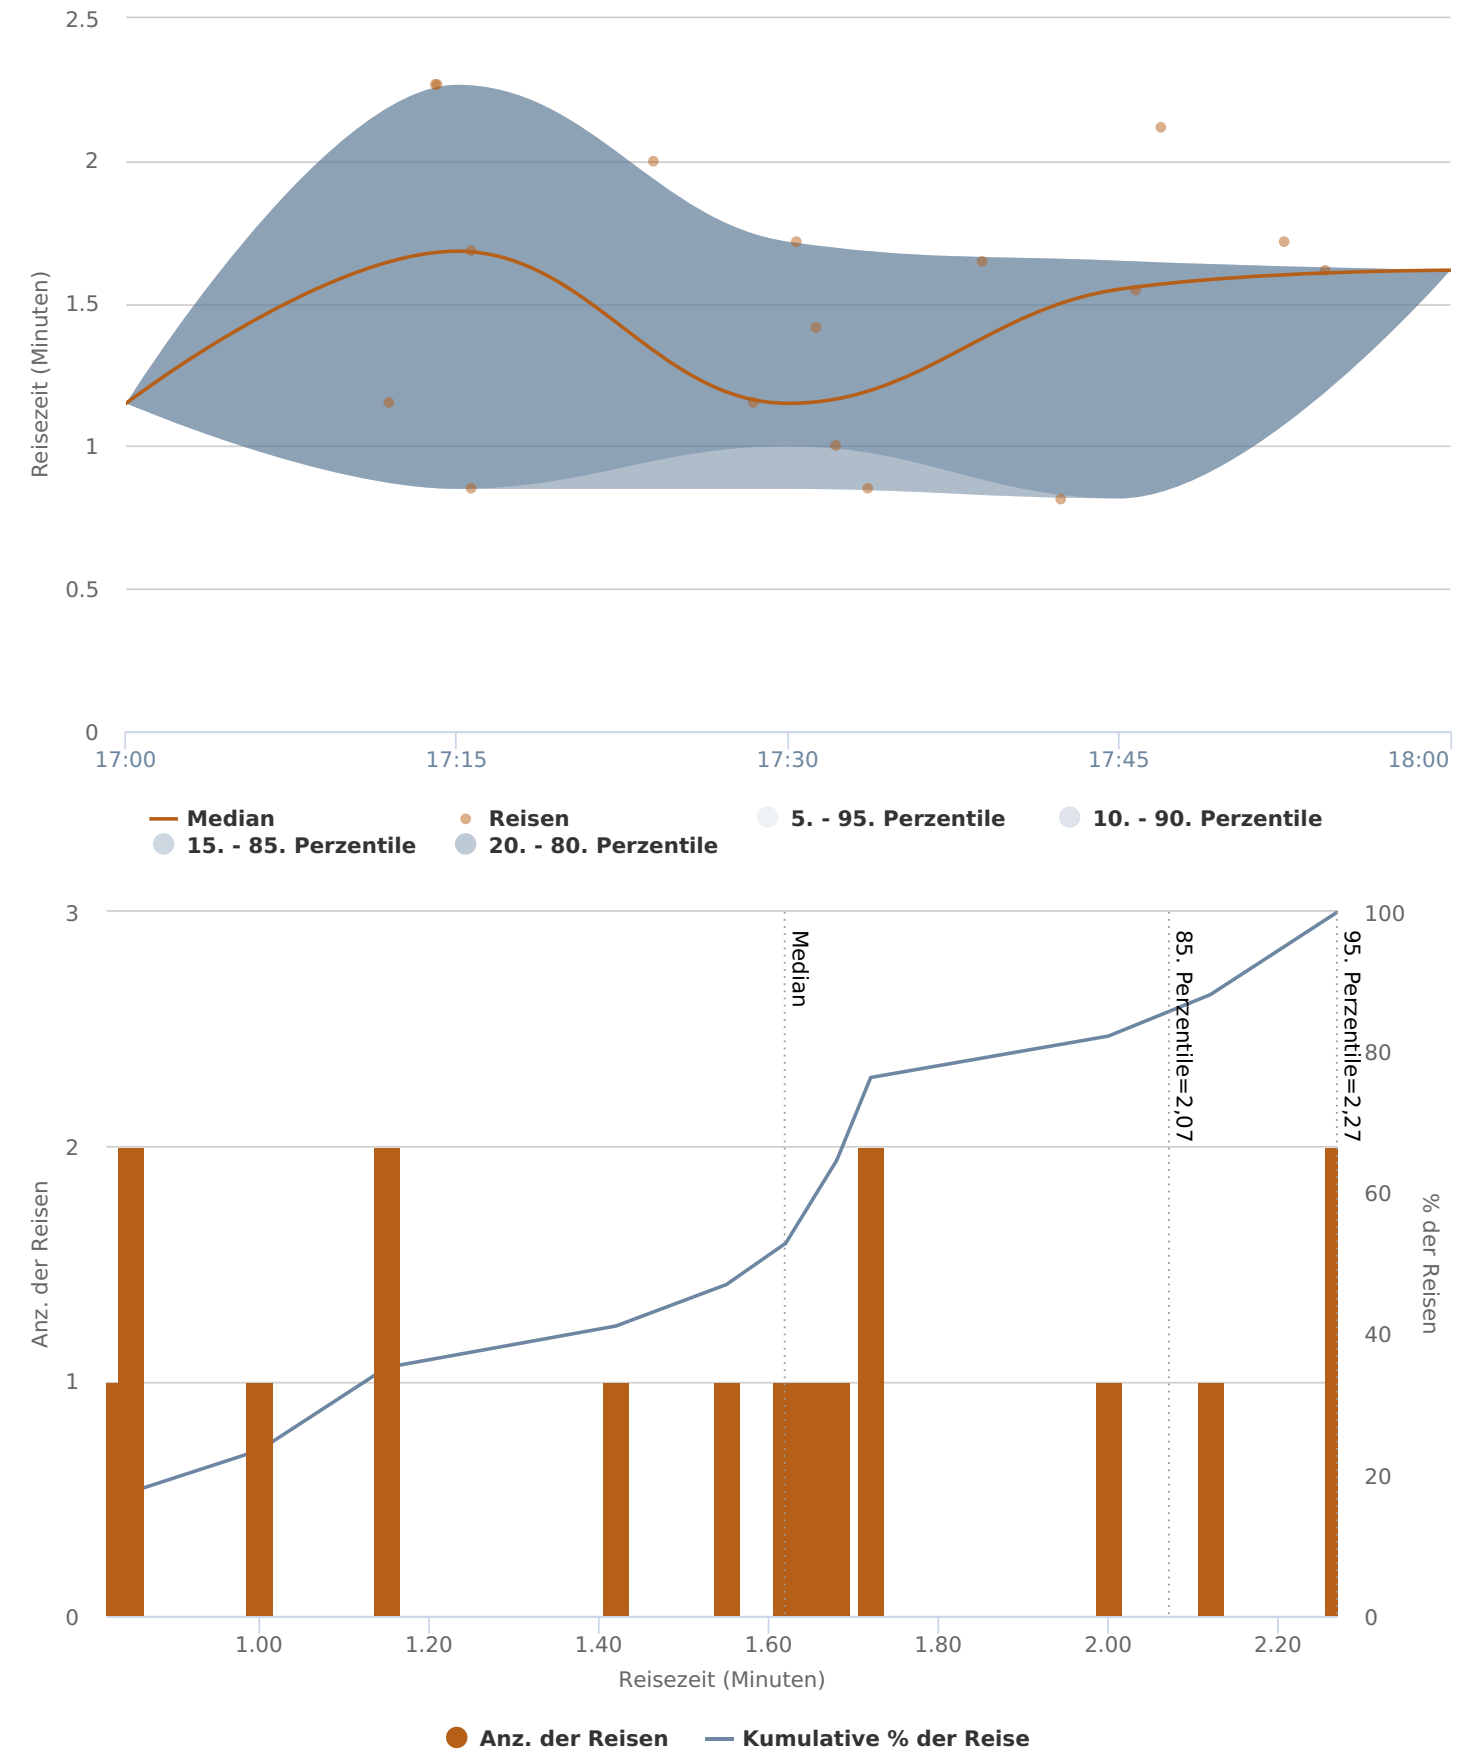 2.5
2
1.5
1
0.5
0
Reisezeit (Minuten)
17:00 17:15 17:30 17:45 18:00
Median Reisen 5. - 95. Perzentile 10. - 90. Perzentile
15. - 85. Perzentile 20. - 80. Perzentile
3
2
1
0
Anz. der Reisen
Median
85. Perzentile=2,07
95. Perzentile=2,27
100
80
60
40
20
0
% der Reisen
1.00 1.20 1.40 1.60 1.80 2.00 2.20
Reisezeit (Minuten)
Anz. der Reisen Kumulative % der Reise